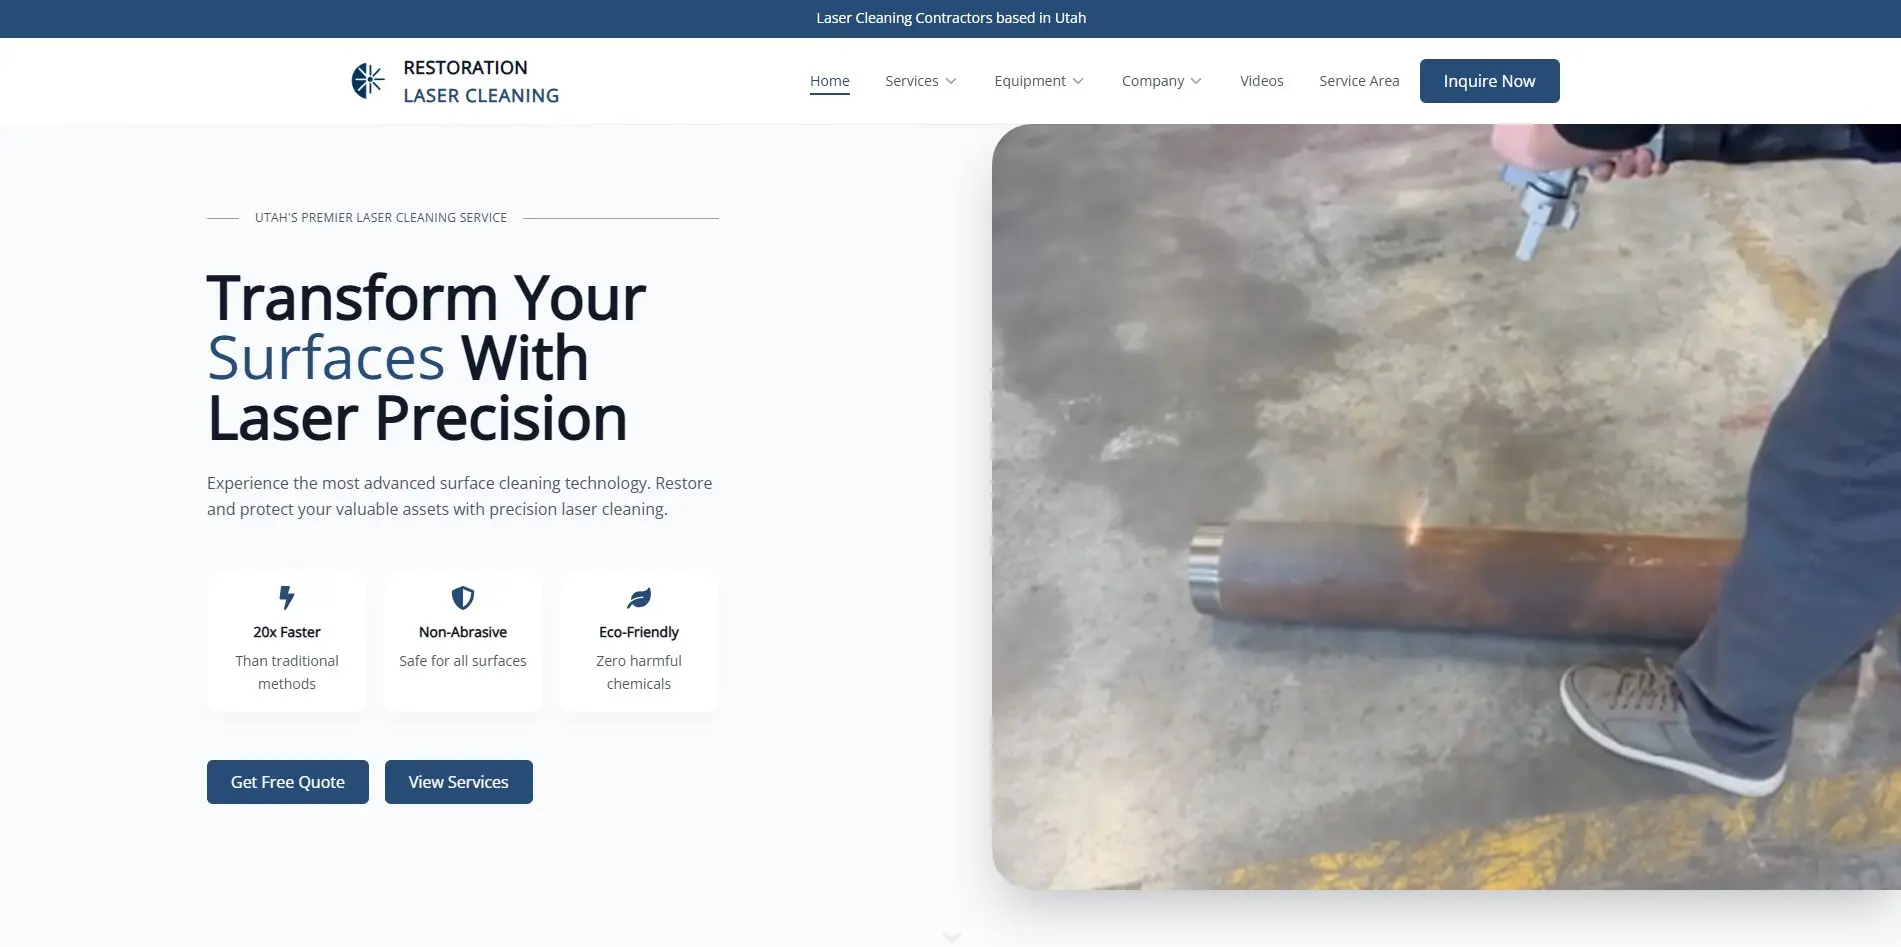 Laser Cleaning Contractors based in Utah
RESTORATION
LASER CLEANING
Home
Services
Equipment
Company
Videos
Service Area
Inquire Now
UTAH'S PREMIER LASER CLEANING SERVICE
Transform Your
Surfaces With
Laser Precision
Experience the most advanced surface cleaning technology. Restore
and protect your valuable assets with precision laser cleaning.
20x Faster
Than traditional
methods
Non-Abrasive
Safe for all surfaces
Eco-Friendly
Zero harmful
chemicals
Get Free Quote
View Services